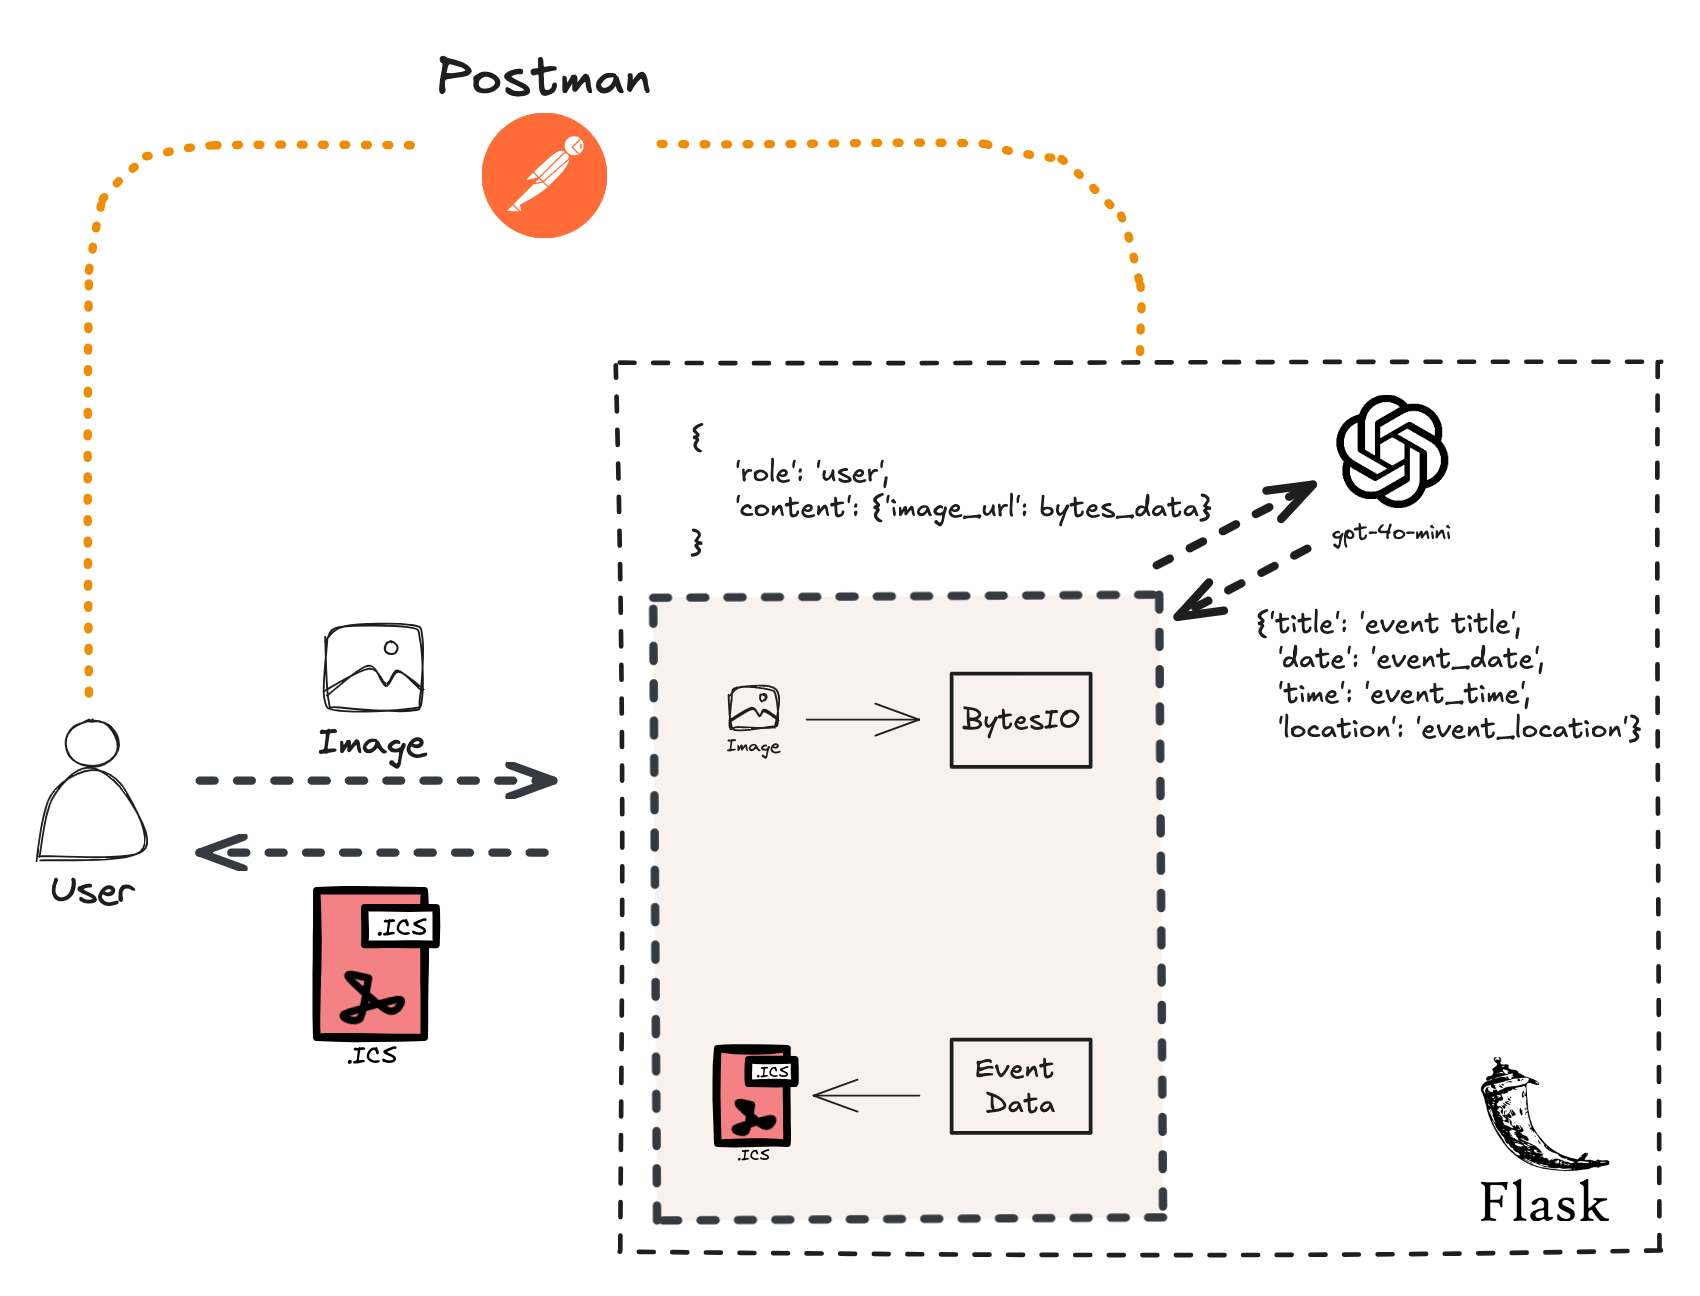 Postman
{
'role': 'user',
'content': {'image_url': bytes_data}
}
gpt-4o-mini
{'title': 'event title',
'date': 'event_date',
'time': 'event_time',
'location': 'event_location'}
Image
User
.ICS
.ICS
Image
BytesIO
.ICS
.ICS
Event
Data
Flask